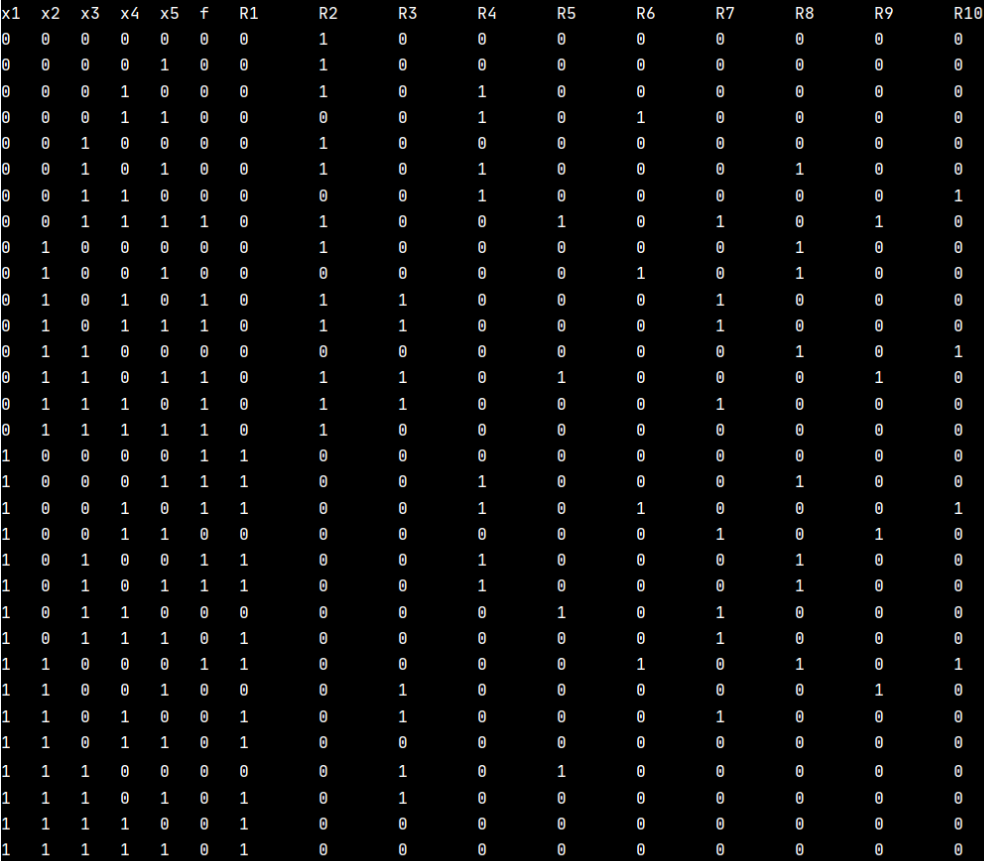 x1 x2 x3 x4 x5 f R1 R2 R3 R4 R5 R6 R7 R8 R9 R10
0 0 0 0 0 0 0 1 0 0 0 0 0 0 0 0
0 0 0 0 1 0 0 1 0 0 0 0 0 0 0 0
0 0 0 1 0 0 0 1 0 1 0 0 0 0 0 0
0 0 0 1 1 0 0 0 0 1 0 1 0 0 0 0
0 0 1 0 0 0 0 1 0 0 0 0 0 0 0 0
0 0 1 0 1 0 0 1 0 1 0 0 0 1 0 0
0 0 1 1 0 0 0 0 0 1 0 0 0 0 0 1
0 0 1 1 1 1 0 1 0 0 1 0 1 0 1 0
0 1 0 0 0 0 0 1 0 0 0 0 0 1 0 0
0 1 0 0 1 0 0 0 0 0 0 1 0 1 0 0
0 1 0 1 0 1 0 1 1 0 0 0 1 0 0 0
0 1 0 1 1 1 0 1 1 0 0 0 1 0 0 0
0 1 1 0 0 0 0 0 0 0 0 0 0 1 0 1
0 1 1 0 1 1 0 1 1 0 1 0 0 0 1 0
0 1 1 1 0 1 0 1 1 0 0 0 1 0 0 0
0 1 1 1 1 1 0 1 0 0 0 0 0 0 0 0
1 0 0 0 0 1 1 0 0 0 0 0 0 0 0 0
1 0 0 0 1 1 1 0 0 1 0 0 0 1 0 0
1 0 0 1 0 1 1 0 0 1 0 1 0 0 0 1
1 0 0 1 1 0 0 0 0 0 0 0 1 0 1 0
1 0 1 0 0 1 1 0 0 1 0 0 0 1 0 0
1 0 1 0 1 1 1 0 0 1 0 0 0 1 0 0
1 0 1 1 0 0 0 0 0 0 1 0 1 0 0 0
1 0 1 1 1 0 1 0 0 0 0 0 1 0 0 0
1 1 0 0 0 1 1 0 0 0 0 1 0 1 0 1
1 1 0 0 1 0 0 0 1 0 0 0 0 0 1 0
1 1 0 1 0 0 1 0 1 0 0 0 1 0 0 0
1 1 0 1 1 0 1 0 0 0 0 0 0 0 0 0
1 1 1 0 0 0 0 0 1 0 1 0 0 0 0 0
1 1 1 0 1 0 1 0 1 0 0 0 0 0 0 0
1 1 1 1 0 0 1 0 0 0 0 0 0 0 0 0
1 1 1 1 1 0 1 0 0 0 0 0 0 0 0 0